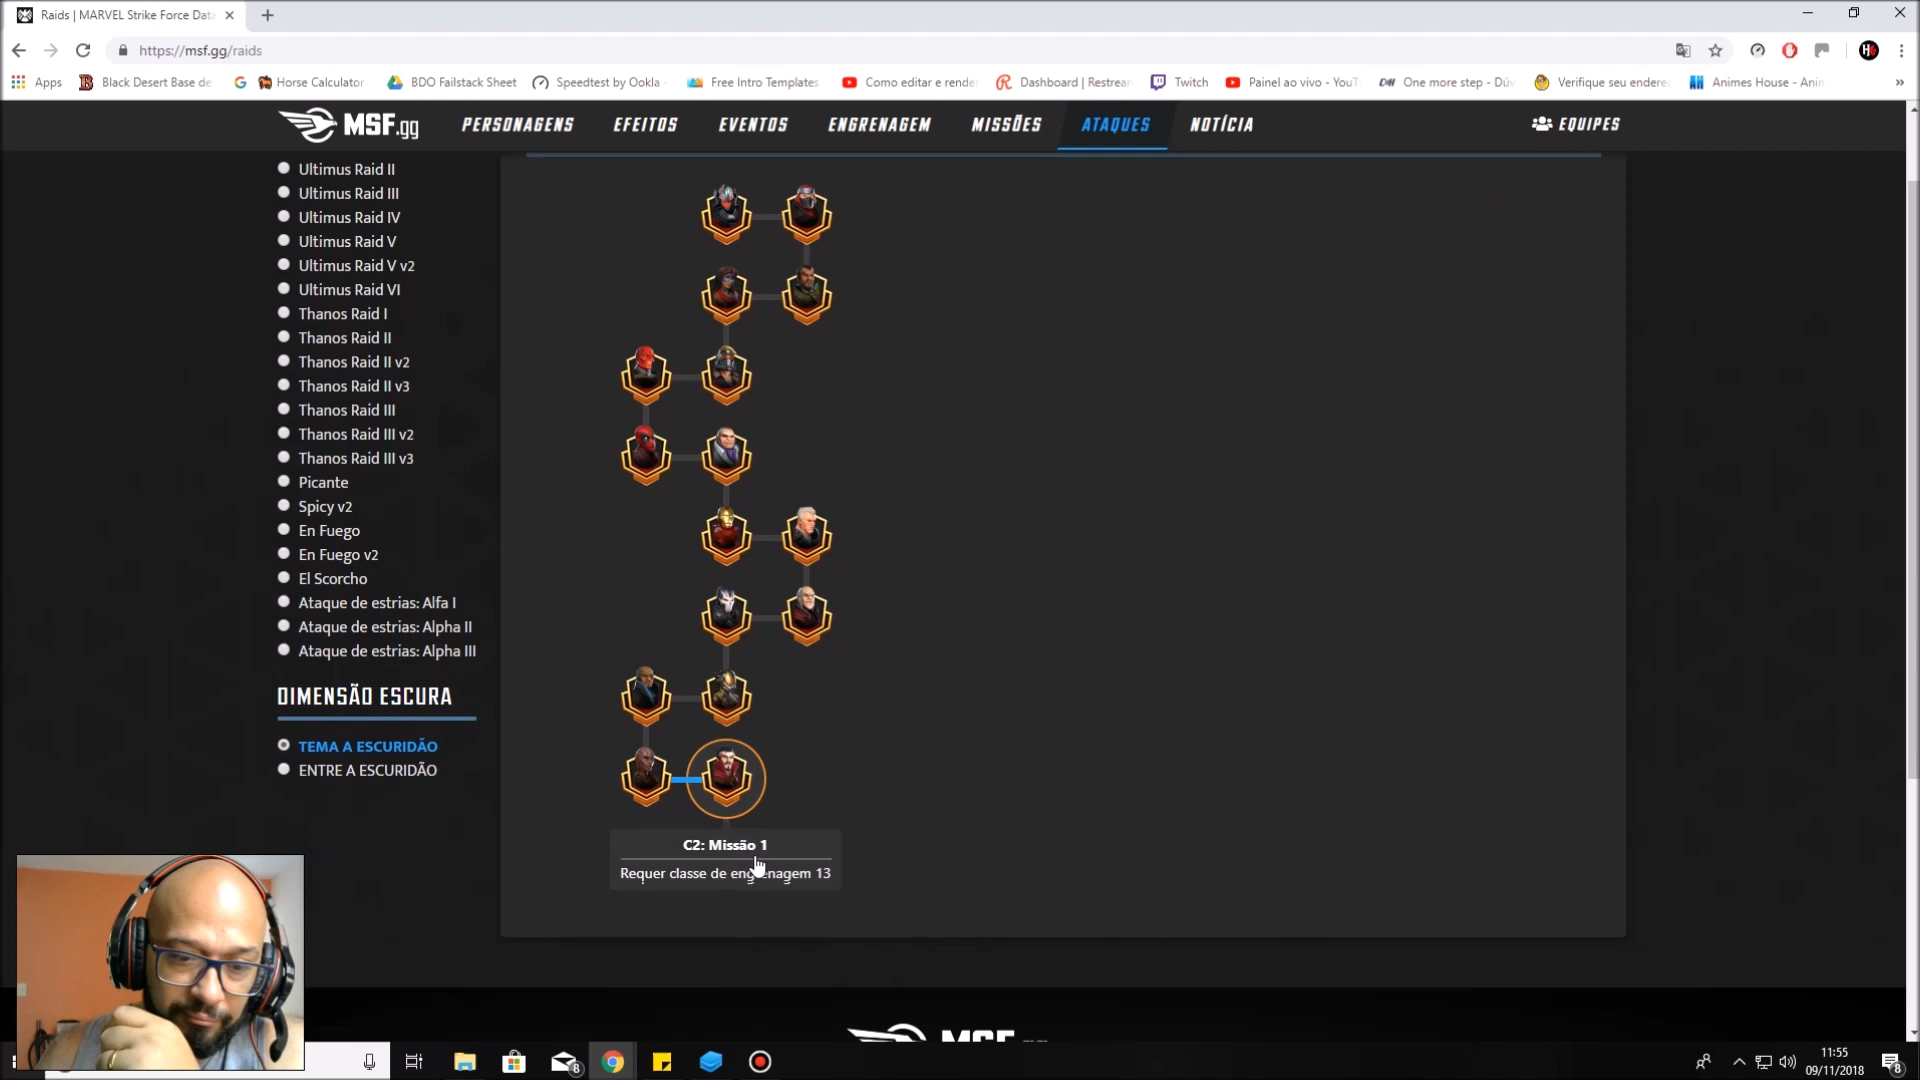 Raids | MARVEL Strike Force Data
https://msf.gg/raids
Apps
Black Desert Base de
Horse Calculator
BDO Failstack Sheet
Speedtest by Ookla -
Free Intro Templates
Como editar e rende
Dashboard | Restrean
Twitch
Painel ao vivo - YouT
One more step - Dúv
Verifique seu endere
Animes House - Anin
»
MSF.gg
PERSONAGENS
EFEITOS
EVENTOS
ENGRENAGEM
MISSÕES
ATAQUES
NOTÍCIA
EQUIPES
Ultimus Raid II
Ultimus Raid III
Ultimus Raid IV
Ultimus Raid V
Ultimus Raid V v2
Ultimus Raid VI
Thanos Raid I
Thanos Raid II
Thanos Raid II v2
Thanos Raid II v3
Thanos Raid III
Thanos Raid III v2
Thanos Raid III v3
Picante
Spicy v2
En Fuego
En Fuego v2
El Scorcho
Ataque de estrias: Alfa I
Ataque de estrias: Alpha II
Ataque de estrias: Alpha III
DIMENSÃO ESCURA
TEMA A ESCURIDÃO
ENTRE A ESCURIDÃO
C2: Missão 1
Requer classe de engrenagem 13
MSF
8
11:55
09/11/2018
8